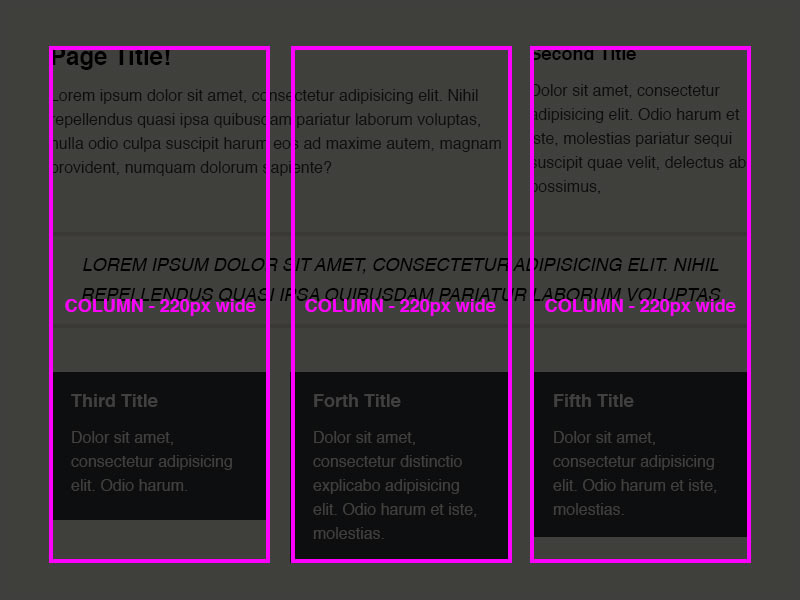 Page Title!
Lorem ipsum dolor sit amet, consectetur adipisicing elit. Nihil
repellendus quasi ipsa quibusdam pariatur laborum voluptas,
nulla odio culpa suscipit harum eos ad maxime autem, magnam
provident, numquam dolorum sapiente?
Second Title
Dolor sit amet, consectetur
adipisicing elit. Odio harum et
iste, molestias pariatur sequi
suscipit quae velit, delectus ab
possimus,
LOREM IPSUM DOLOR SIT AMET, CONSECTETUR ADIPISICING ELIT. NIHIL
REPELLENDUS QUASI IPSA QUIBUSDAM PARIATUR LABORUM VOLUPTAS
COLUMN - 220px wide
COLUMN - 220px wide
COLUMN - 220px wide
Third Title
Dolor sit amet,
consectetur adipisicing
elit. Odio harum.
Forth Title
Dolor sit amet,
consectetur distinctio
explicabo adipisicing
elit. Odio harum et iste,
molestias.
Fifth Title
Dolor sit amet,
consectetur adipisicing
elit. Odio harum et iste,
molestias.